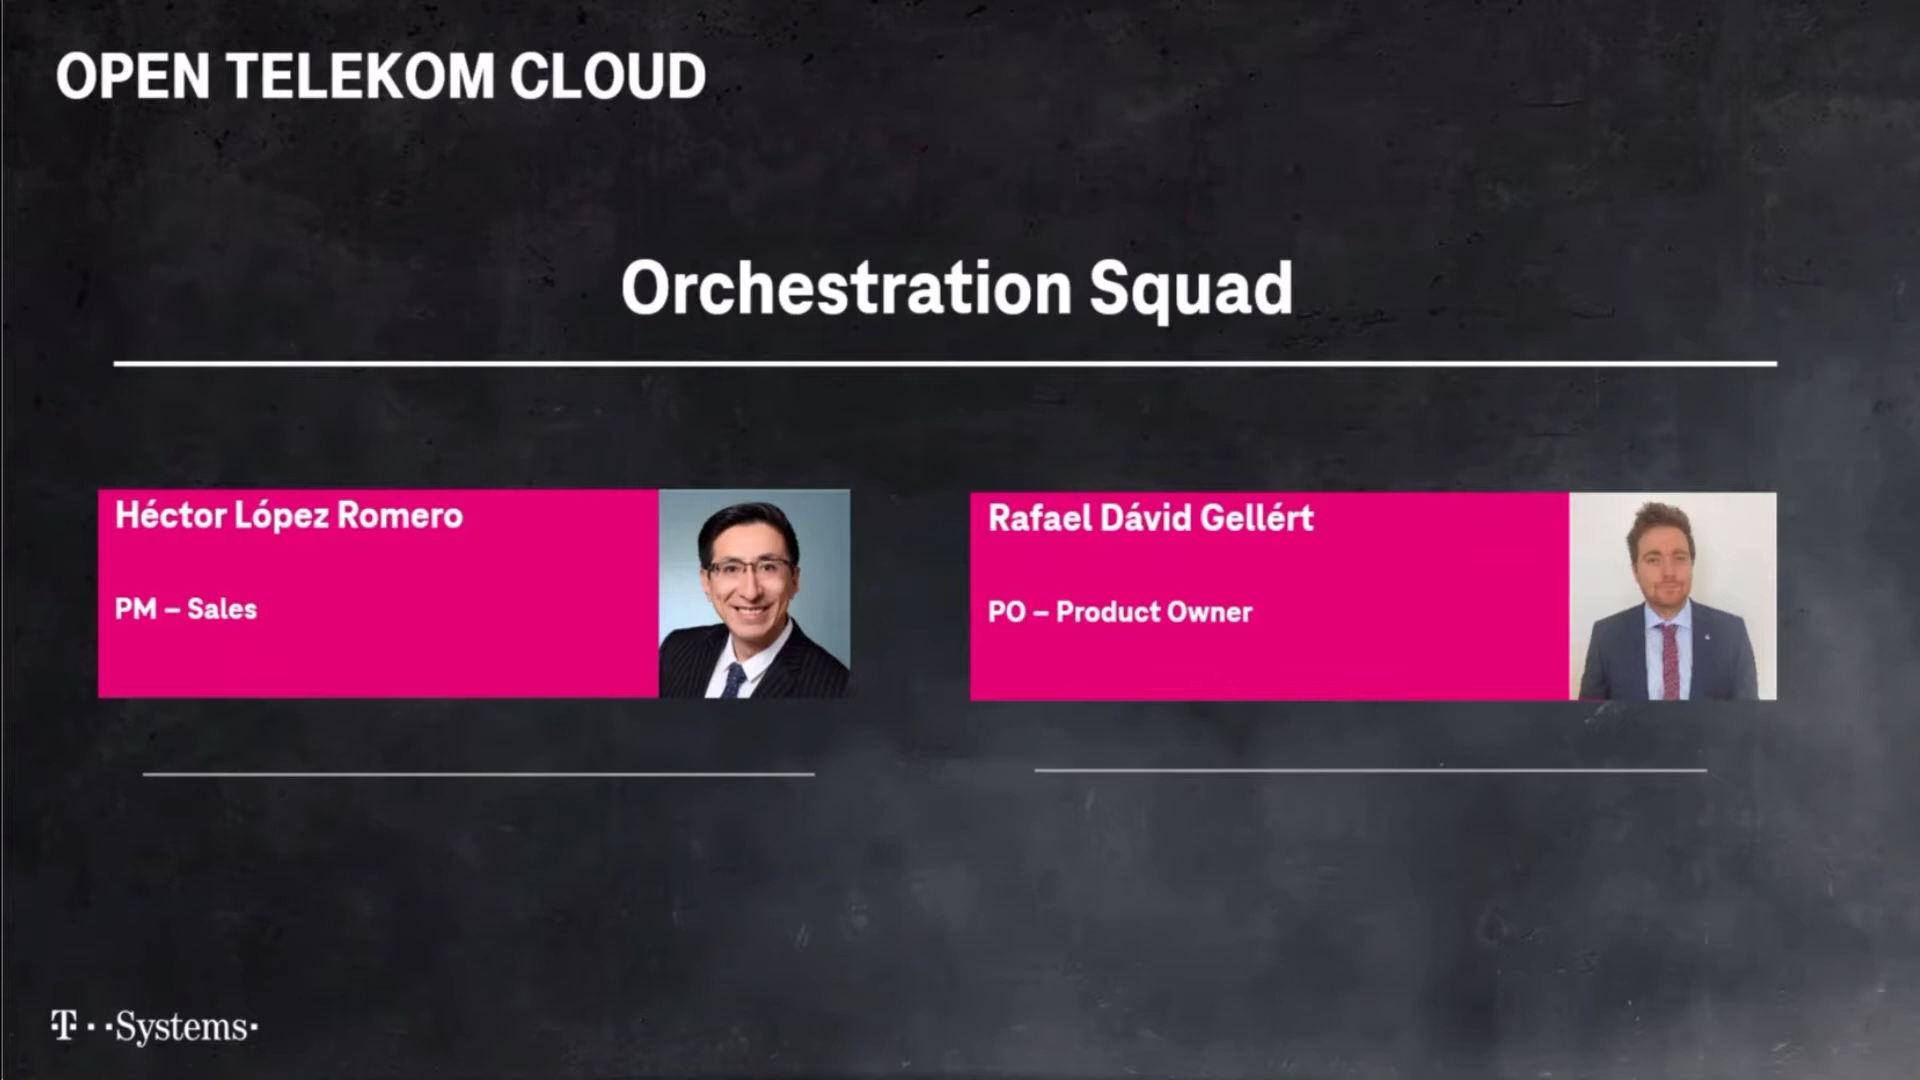 OPEN TELEKOM CLOUD
Orchestration Squad
Héctor López Romero
PM – Sales
Rafael Dávid Gellért
PO – Product Owner
T··Systems·